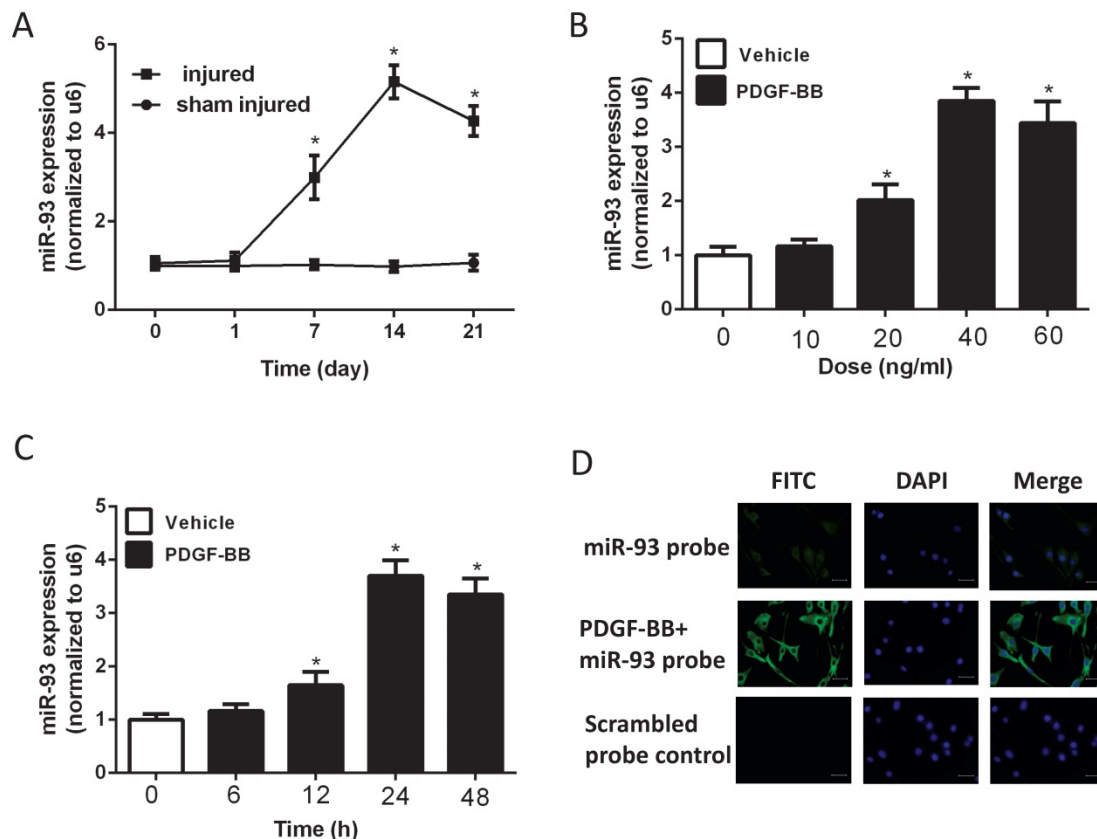 A
miR-93 expression
(normalized to u6)
6
4
2
0
injured
sham injured
*
*
*
0 1 7 14 21
Time (day)
B
miR-93 expression
(normalized to u6)
5
4
3
2
1
0
Vehicle
PDGF-BB
*
*
*
0 10 20 40 60
Dose (ng/ml)
C
miR-93 expression
(normalized to u6)
5
4
3
2
1
0
Vehicle
PDGF-BB
*
*
*
0 6 12 24 48
Time (h)
D
FITC DAPI Merge
miR-93 probe
PDGF-BB+
miR-93 probe
Scrambled
probe control